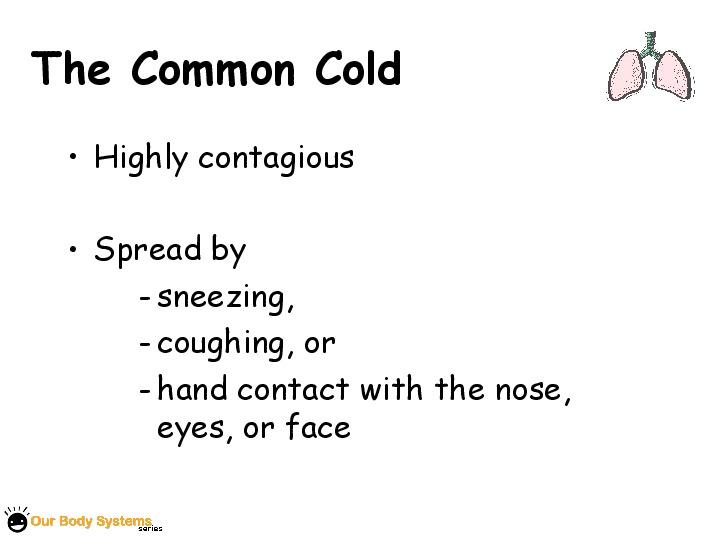 The Common Cold
• Highly contagious
• Spread by
- sneezing,
- coughing, or
- hand contact with the nose,
eyes, or face
Our Body Systems
series